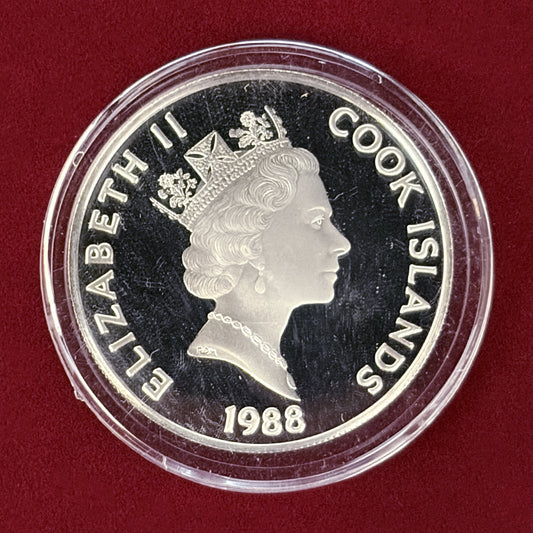 ELIZABETH II
COOK ISLANDS
1988